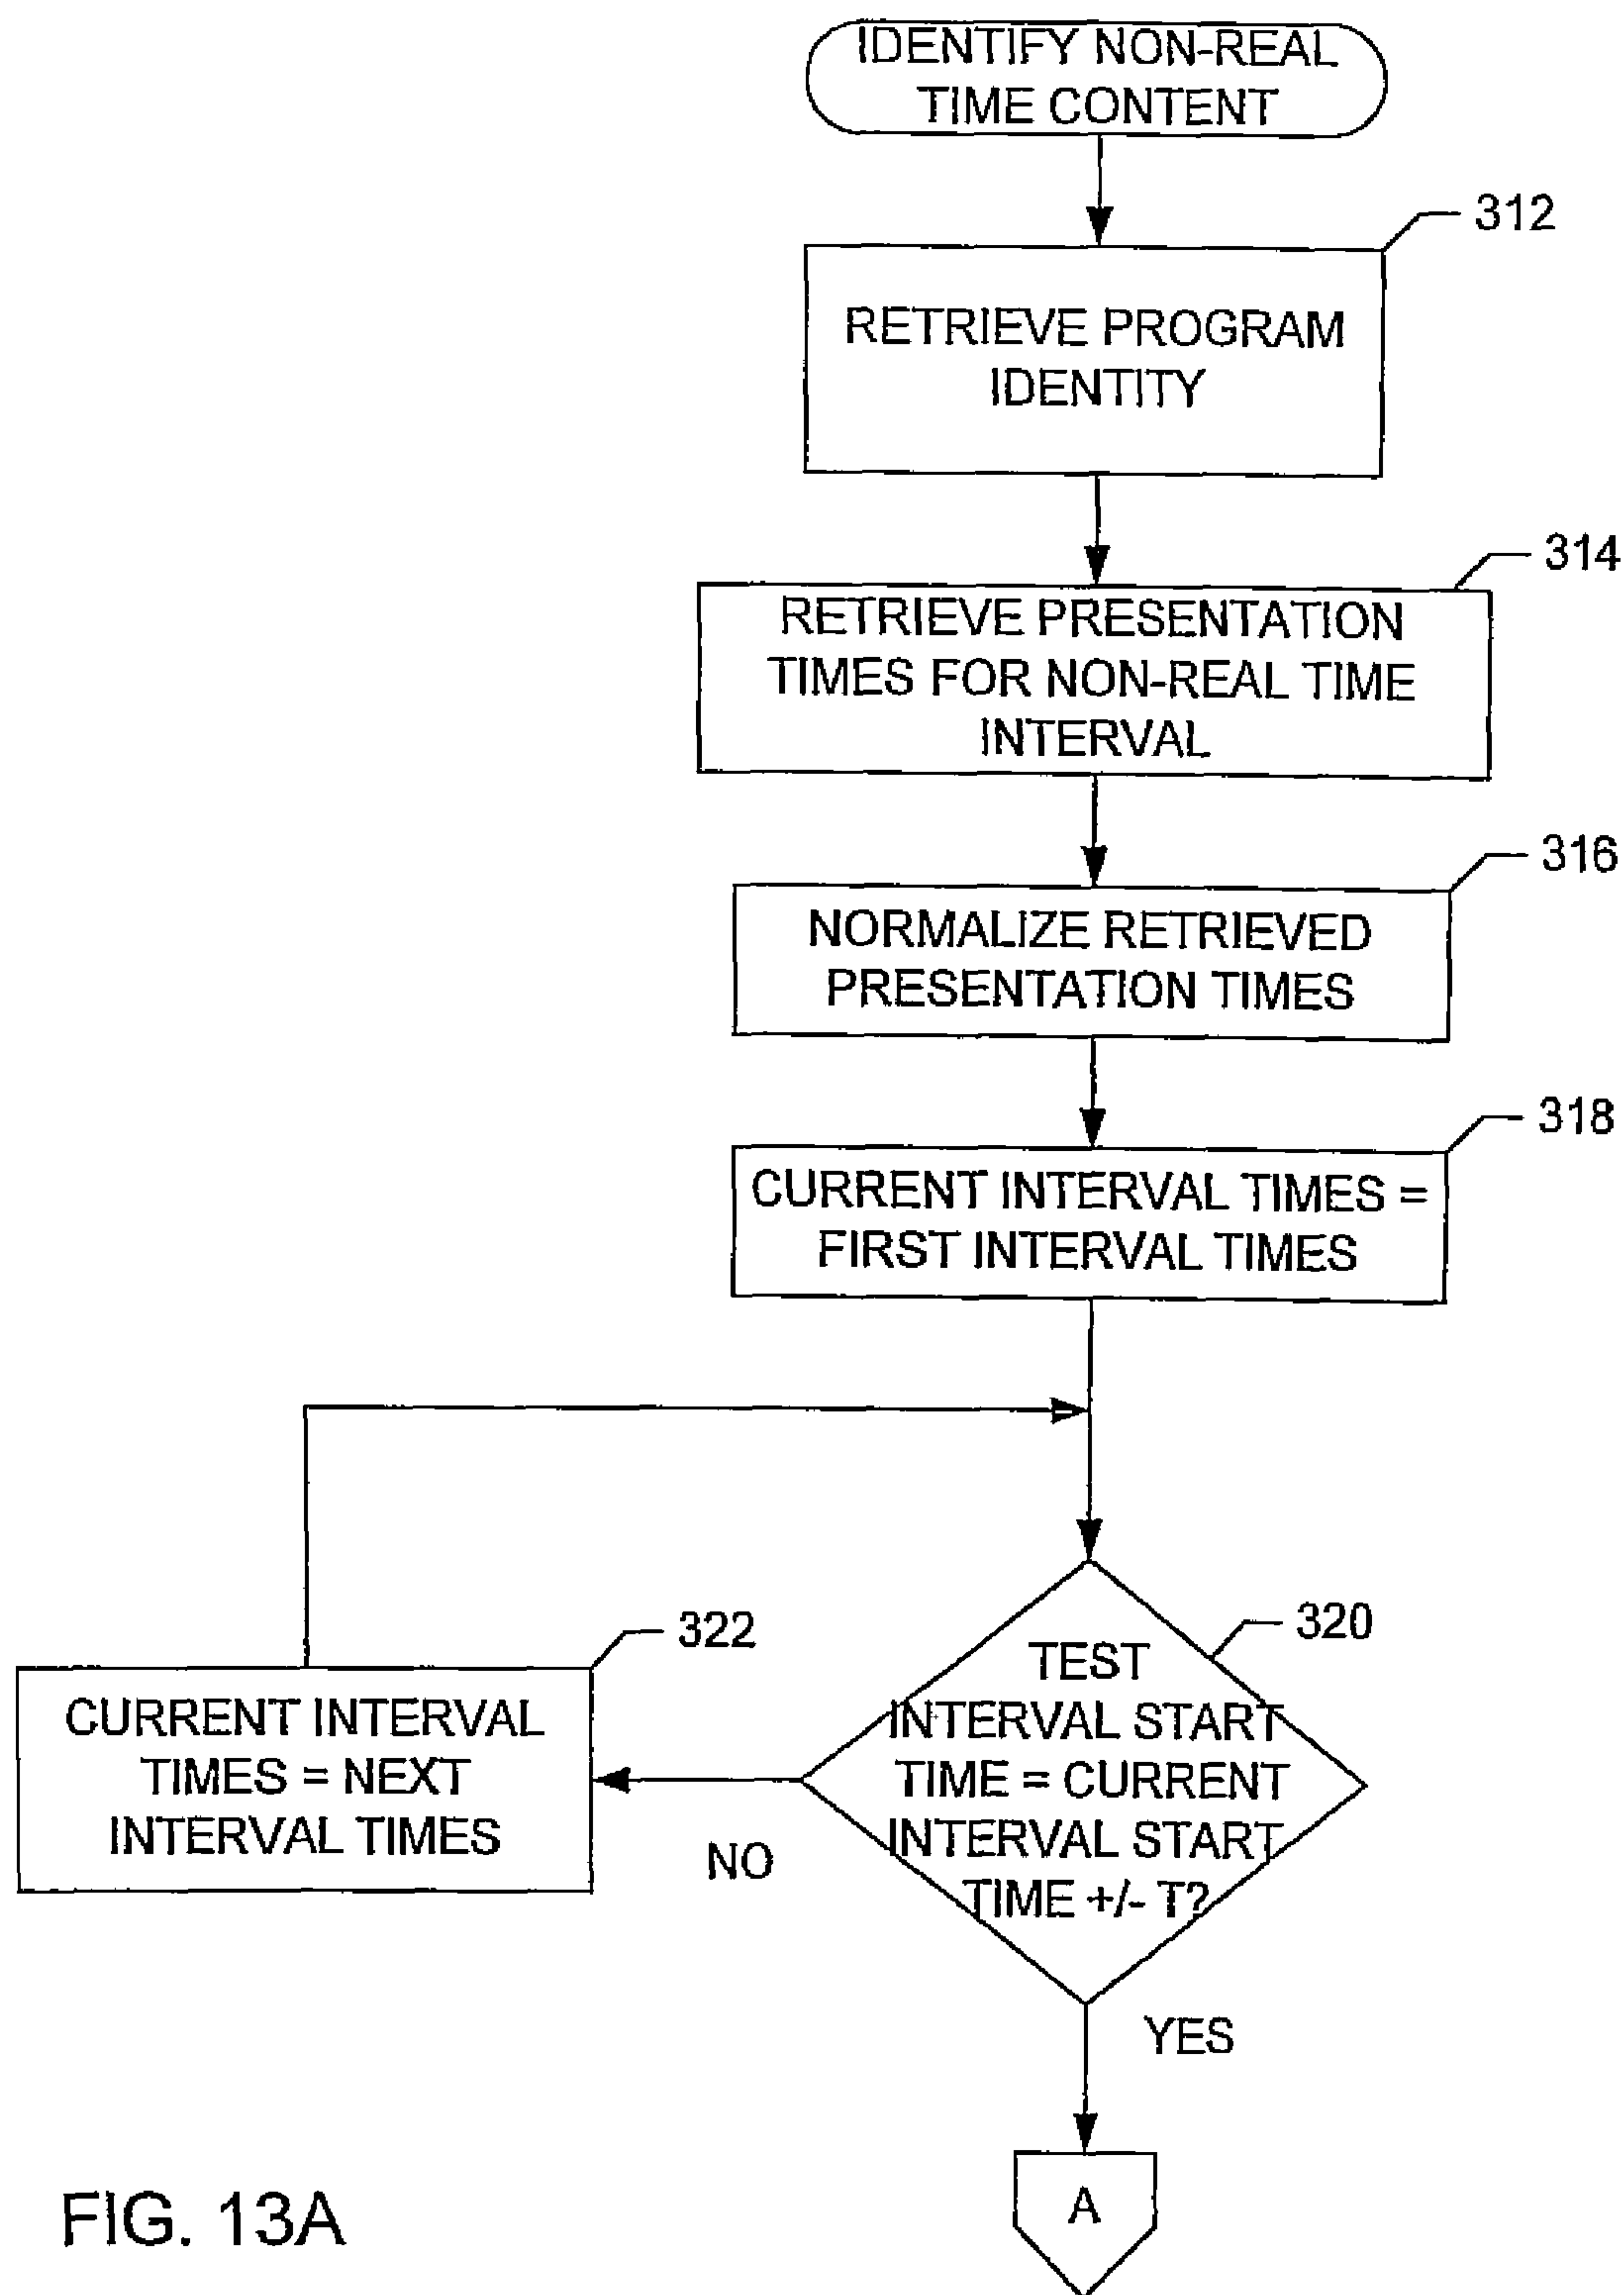 IDENTIFY NON-REAL
TIME CONTENT
312
RETRIEVE PROGRAM
IDENTITY
314
RETRIEVE PRESENTATION
TIMES FOR NON-REAL TIME
INTERVAL
316
NORMALIZE RETRIEVED
PRESENTATION TIMES
318
CURRENT INTERVAL TIMES =
FIRST INTERVAL TIMES
320
TEST
INTERVAL START
TIME = CURRENT
INTERVAL START
TIME +/- T?
322
CURRENT INTERVAL
TIMES = NEXT
INTERVAL TIMES
NO
YES
A
FIG. 13A